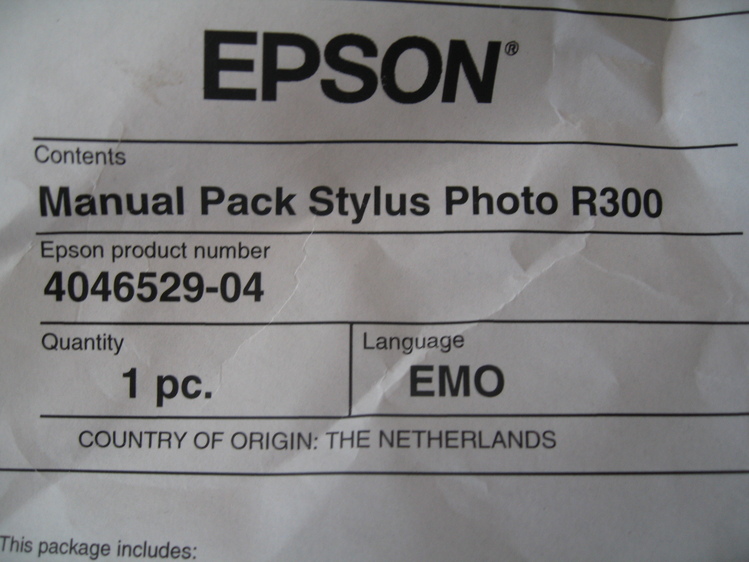 EPSON®
Contents
Manual Pack Stylus Photo R300
Epson product number
4046529-04
Quantity
1 pc.
Language
EMO
COUNTRY OF ORIGIN: THE NETHERLANDS
This package includes: